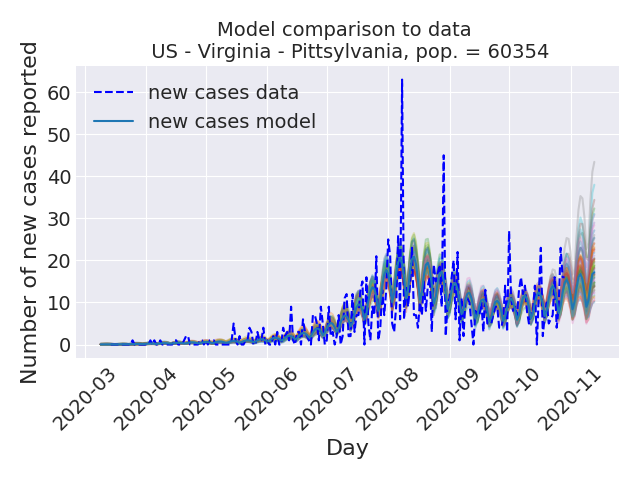 Model comparison to data
US - Virginia - Pittsylvania, pop. = 60354
Number of new cases reported
60
50
40
30
20
10
0
new cases data
new cases model
2020-03
2020-04
2020-05
2020-06
2020-07
2020-08
2020-09
2020-10
2020-11
Day